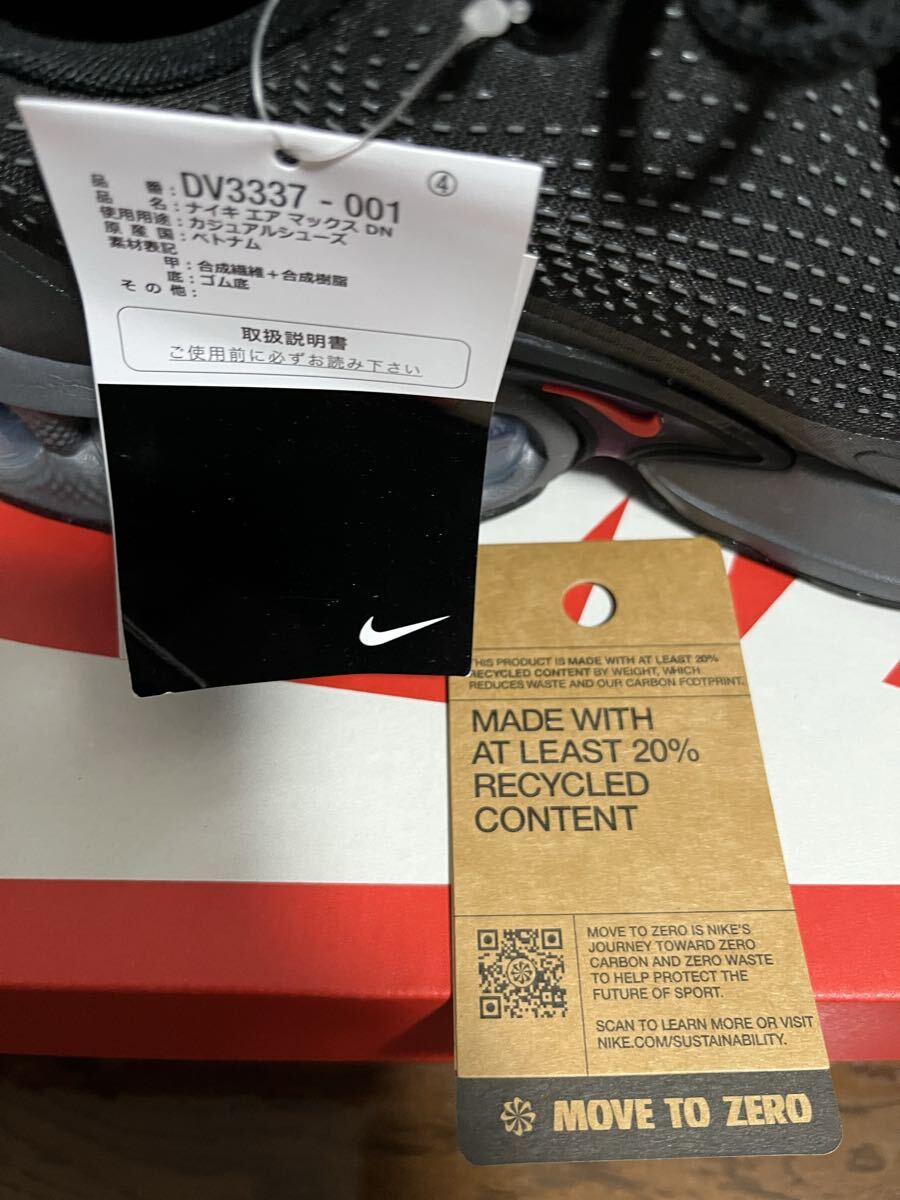 ④
品番：DV3337 - 001
品名：ナイキ エア マックス DN
使用用途：カジュアルシューズ
原産国：ベトナム
素材表記
甲：合成繊維＋合成樹脂
底：ゴム底
その他：
取扱説明書
ご使用前に必ずお読み下さい
THIS PRODUCT IS MADE WITH AT LEAST 20%
RECYCLED CONTENT BY WEIGHT, WHICH
REDUCES WASTE AND OUR CARBON FOOTPRINT.
MADE WITH
AT LEAST 20%
RECYCLED
CONTENT
MOVE TO ZERO IS NIKE'S
JOURNEY TOWARD ZERO
CARBON AND ZERO WASTE
TO HELP PROTECT THE
FUTURE OF SPORT.
SCAN TO LEARN MORE OR VISIT
NIKE.COM/SUSTAINABILITY.
MOVE TO ZERO